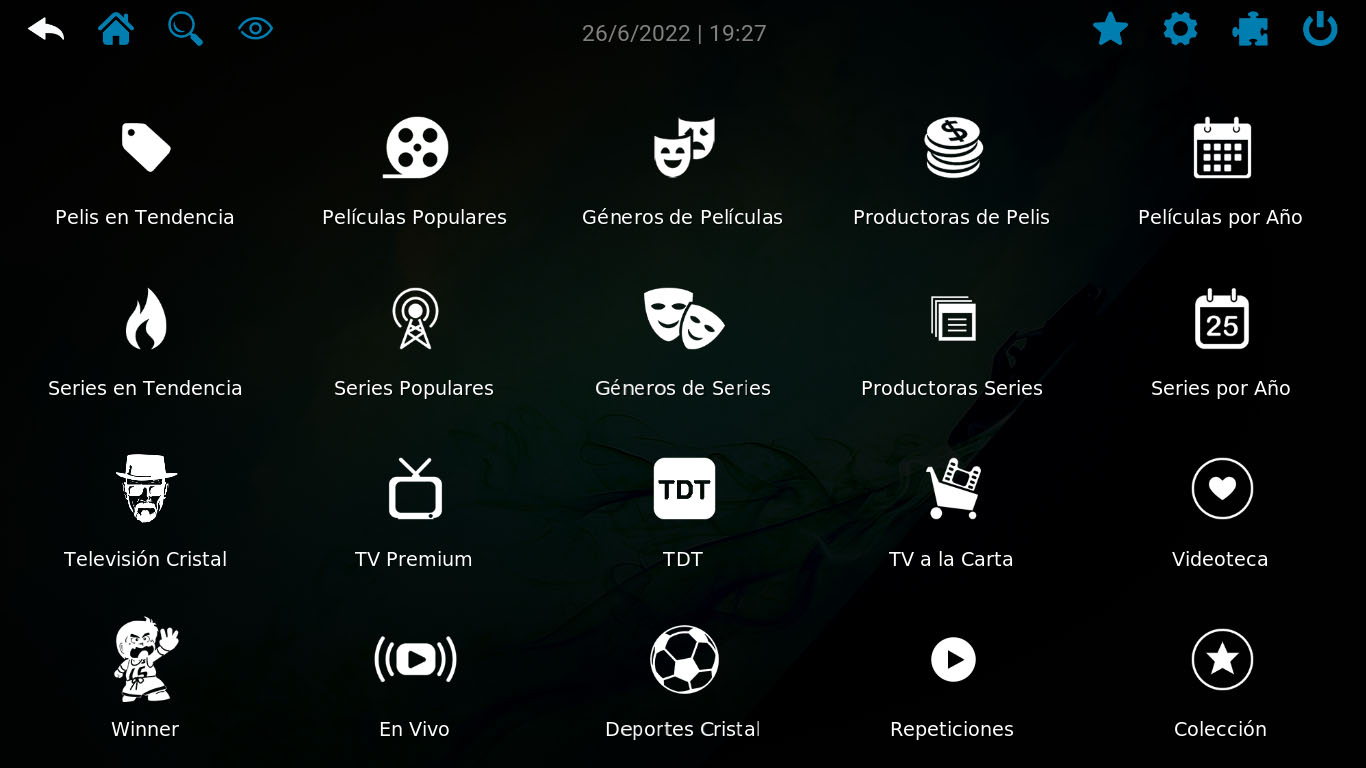 26/6/2022 | 19:27
Pelis en Tendencia
Películas Populares
Géneros de Películas
Productoras de Pelis
Películas por Año
25
Series en Tendencia
Series Populares
Géneros de Series
Productoras Series
Series por Año
TDT
Televisión Cristal
TV Premium
TDT
TV a la Carta
Videoteca
Winner
En Vivo
Deportes Cristal
Repeticiones
Colección